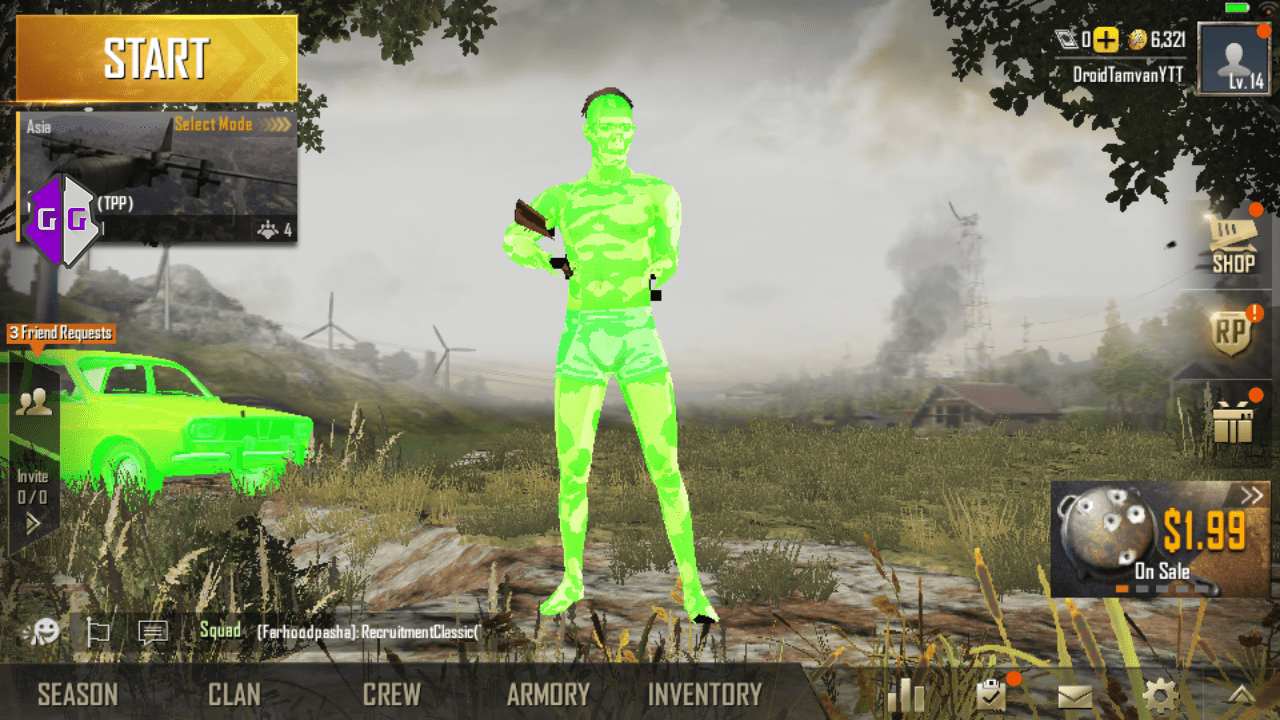 START
0
6,321
DroidTamvanYTT
Lv.14
Asia
Select Mode
(TPP)
4
G G
SHOP
3 Friend Requests
RP
Invite
0/0
$1.99
On Sale
Squad [Farhoodpasha]: RecruitmentClassic(
SEASON
CLAN
CREW
ARMORY
INVENTORY